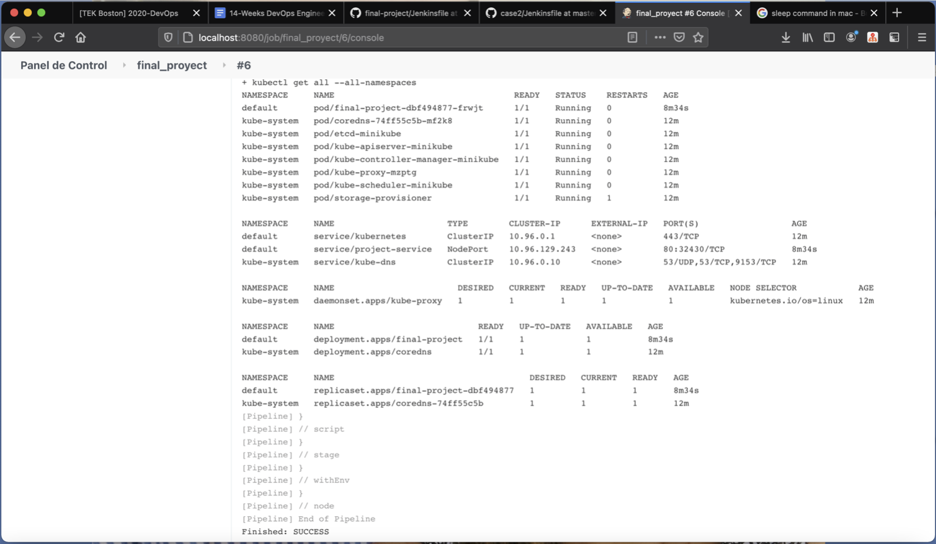 [TEK Boston] 2020-DevOps
14-Weeks DevOps Enginee
final-project/Jenkinsfile at
case2/Jenkinsfile at maste
final_proyect #6 Console
sleep command in mac - B
localhost:8080/job/final_proyect/6/console
Panel de Control final_proyect #6
+ kubectl get all --all-namespaces
NAMESPACE NAME READY STATUS RESTARTS AGE
default pod/final-project-dbf494877-frwjt 1/1 Running 0 8m34s
kube-system pod/coredns-74ff55c5b-mf2k8 1/1 Running 0 12m
kube-system pod/etcd-minikube 1/1 Running 0 12m
kube-system pod/kube-apiserver-minikube 1/1 Running 0 12m
kube-system pod/kube-controller-manager-minikube 1/1 Running 0 12m
kube-system pod/kube-proxy-mzptg 1/1 Running 0 12m
kube-system pod/kube-scheduler-minikube 1/1 Running 0 12m
kube-system pod/storage-provisioner 1/1 Running 1 12m
NAMESPACE NAME TYPE CLUSTER-IP EXTERNAL-IP PORT(S) AGE
default service/kubernetes ClusterIP 10.96.0.1 <none> 443/TCP 12m
default service/project-service NodePort 10.96.129.243 <none> 80:32430/TCP 8m34s
kube-system service/kube-dns ClusterIP 10.96.0.10 <none> 53/UDP,53/TCP,9153/TCP 12m
NAMESPACE NAME DESIRED CURRENT READY UP-TO-DATE AVAILABLE NODE SELECTOR AGE
kube-system daemonset.apps/kube-proxy 1 1 1 1 1 kubernetes.io/os=linux 12m
NAMESPACE NAME READY UP-TO-DATE AVAILABLE AGE
default deployment.apps/final-project 1/1 1 1 8m34s
kube-system deployment.apps/coredns 1/1 1 1 12m
NAMESPACE NAME DESIRED CURRENT READY AGE
default replicaset.apps/final-project-dbf494877 1 1 1 8m34s
kube-system replicaset.apps/coredns-74ff55c5b 1 1 1 12m
[Pipeline] }
[Pipeline] // script
[Pipeline] }
[Pipeline] // stage
[Pipeline] }
[Pipeline] // withEnv
[Pipeline] }
[Pipeline] // node
[Pipeline] End of Pipeline
Finished: SUCCESS